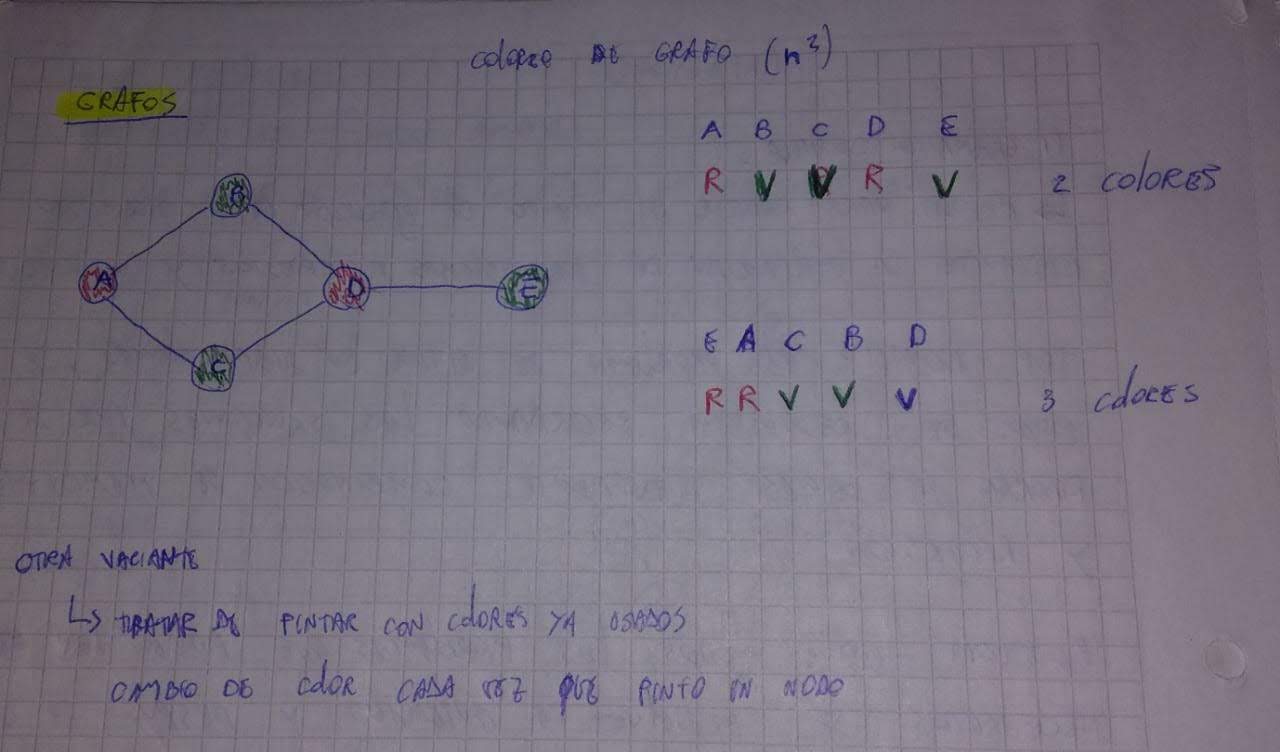 COLOREO DE GRAFO (n²)
GRAFOS
A B C D E
R V V R V 2 COLORES
B
A
D
E
C
E A C B D
R R V V V 3 COLORES
OTRA VARIANTE
↳ TRATAR DE PINTAR CON COLORES YA USADOS
CAMBIO DE COLOR CADA VEZ QUE PINTO UN NODO